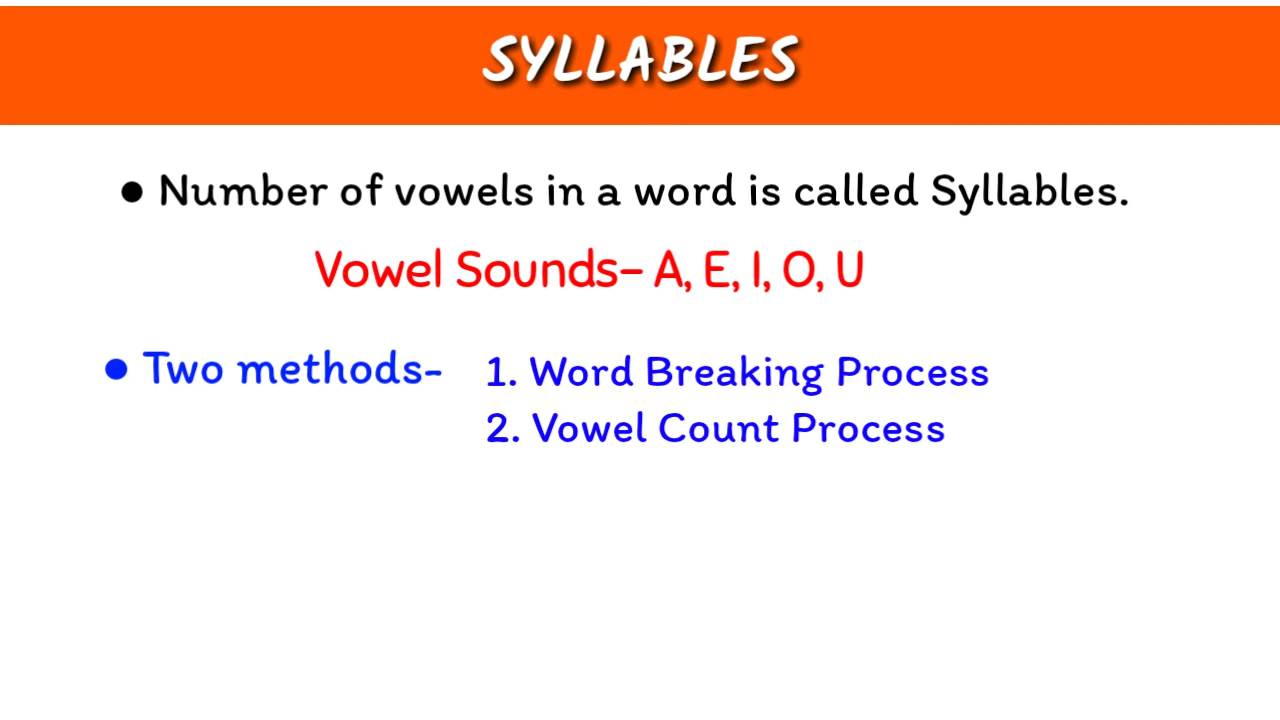 SYLLABLES
● Number of vowels in a word is called Syllables.
Vowel Sounds- A, E, I, O, U
● Two methods- 1. Word Breaking Process
2. Vowel Count Process